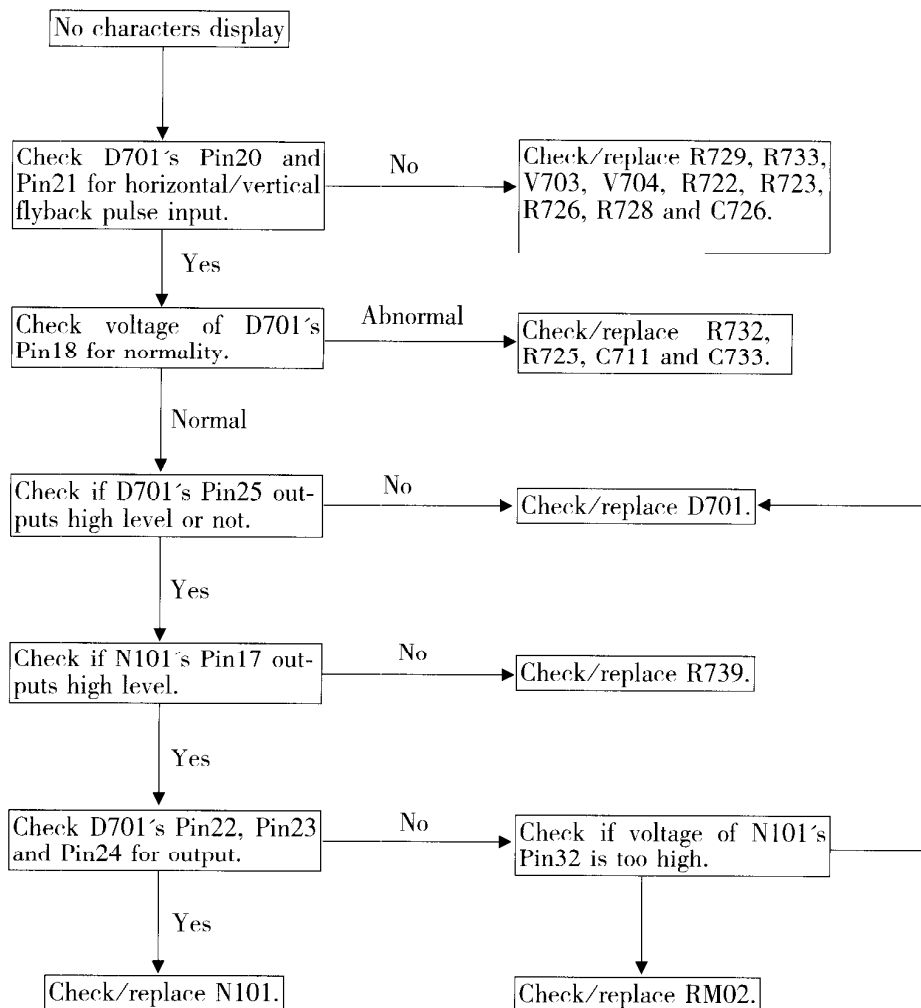 No characters display
Check D701´s Pin20 and
Pin21 for horizontal/vertical
flyback pulse input.
No
Check/replace R729, R733,
V703, V704, R722, R723,
R726, R728 and C726.
Yes
Check voltage of D701´s
Pin18 for normality.
Abnormal
Check/replace R732,
R725, C711 and C733.
Normal
Check if D701´s Pin25 out-
puts high level or not.
No
Check/replace D701.
Yes
Check if N101´s Pin17 out-
puts high level.
No
Check/replace R739.
Yes
Check D701´s Pin22, Pin23
and Pin24 for output.
No
Check if voltage of N101´s
Pin32 is too high.
Yes
Check/replace N101.
Check/replace RM02.